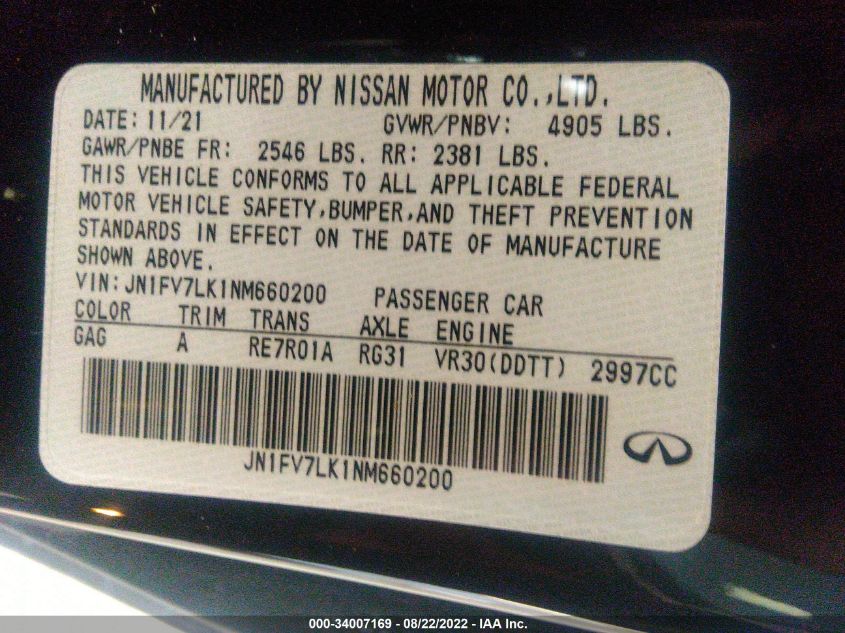 MANUFACTURED BY NISSAN MOTOR CO.,LTD.
DATE: 11/21 GVWR/PNBV: 4905 LBS.
GAWR/PNBE FR: 2546 LBS. RR: 2381 LBS.
THIS VEHICLE CONFORMS TO ALL APPLICABLE FEDERAL
MOTOR VEHICLE SAFETY,BUMPER,AND THEFT PREVENTION
STANDARDS IN EFFECT ON THE DATE OF MANUFACTURE
SHOWN ABOVE.
VIN: JN1FV7LK1NM660200 PASSENGER CAR
COLOR TRIM TRANS AXLE ENGINE
GAG A RE7R01A RG31 VR30(DDTT) 2997CC
JN1FV7LK1NM660200
000-34007169 - 08/22/2022 - IAA Inc.